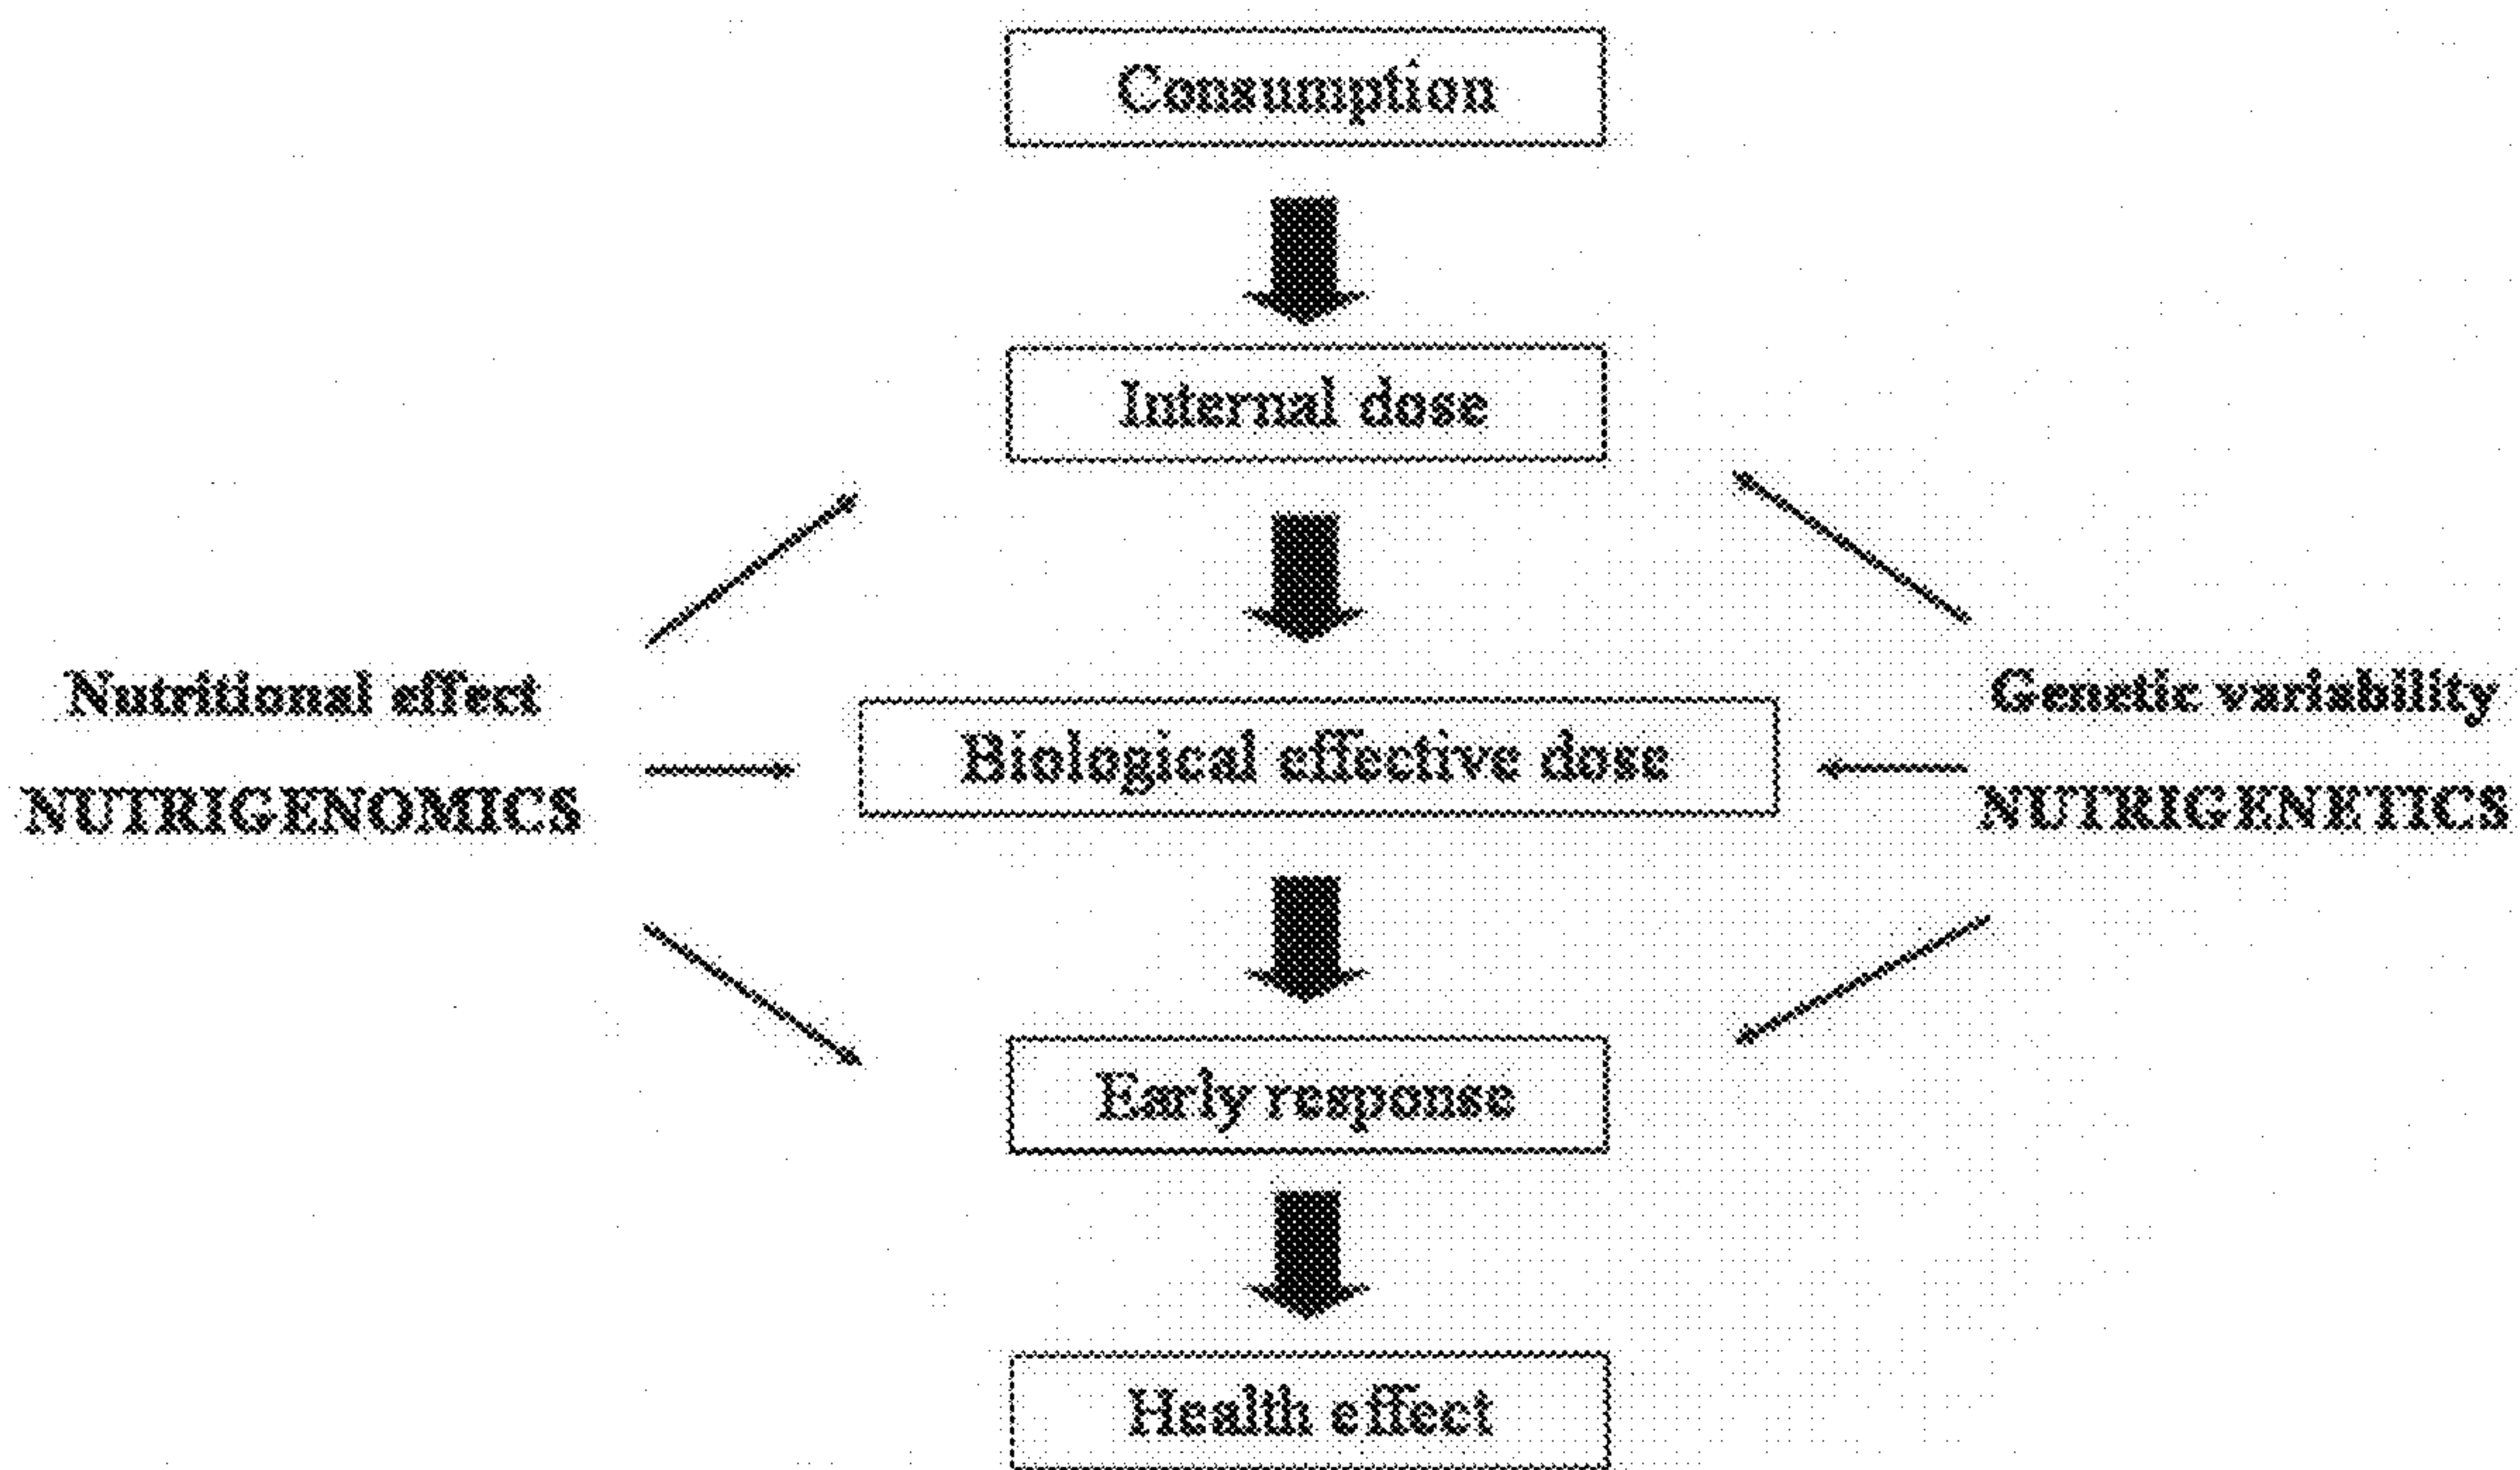 Consumption
Internal dose
Nutritional effect
Genetic variability
Biological effective dose
NUTRIGENOMICS
NUTRIGENETICS
Early response
Health effect